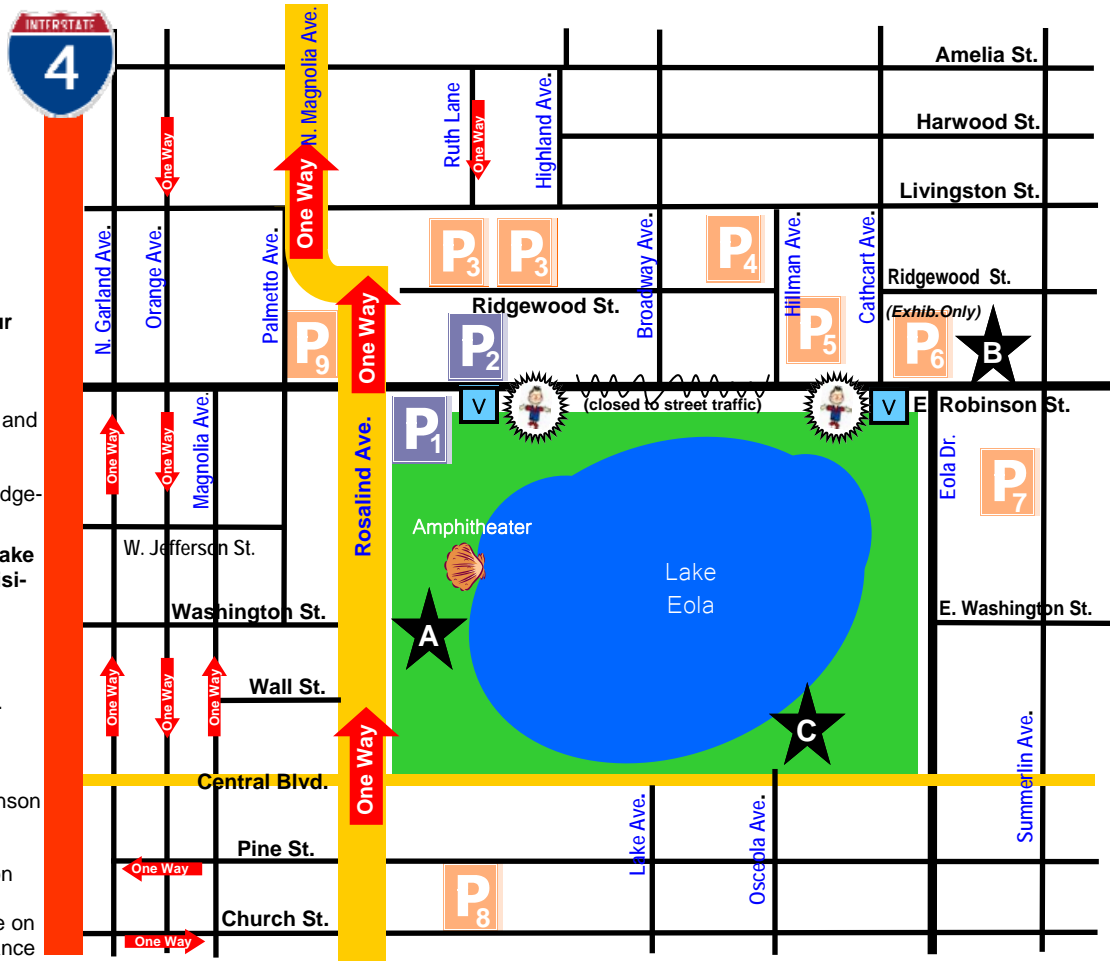 INTERSTATE
4
N. Magnolia Ave.
Amelia St.
Ruth Lane
One Way
Highland Ave.
Harwood St.
One Way
Livingston St.
One Way
N. Garland Ave.
Orange Ave.
Palmetto Ave.
P3
P3
Broadway Ave.
P4
Hillman Ave.
Cathcart Ave.
Ridgewood St.
Ridgewood St.
(Exhib.Only)
ur
P9
One Way
P2
P5
P6
B
and
One Way
One Way
Magnolia Ave.
Rosalind Ave.
P1
V
(closed to street traffic)
V
E. Robinson St.
Eola Dr.
P7
dge-
W. Jefferson St.
Amphitheater
ake
si-
Lake
Eola
Washington St.
A
E. Washington St.
One Way
One Way
One Way
Wall St.
One Way
C
Summerlin Ave.
Central Blvd.
nson
Lake Ave.
Osceola Ave.
Pine St.
One Way
on
P8
Church St.
e on
One Way
ance